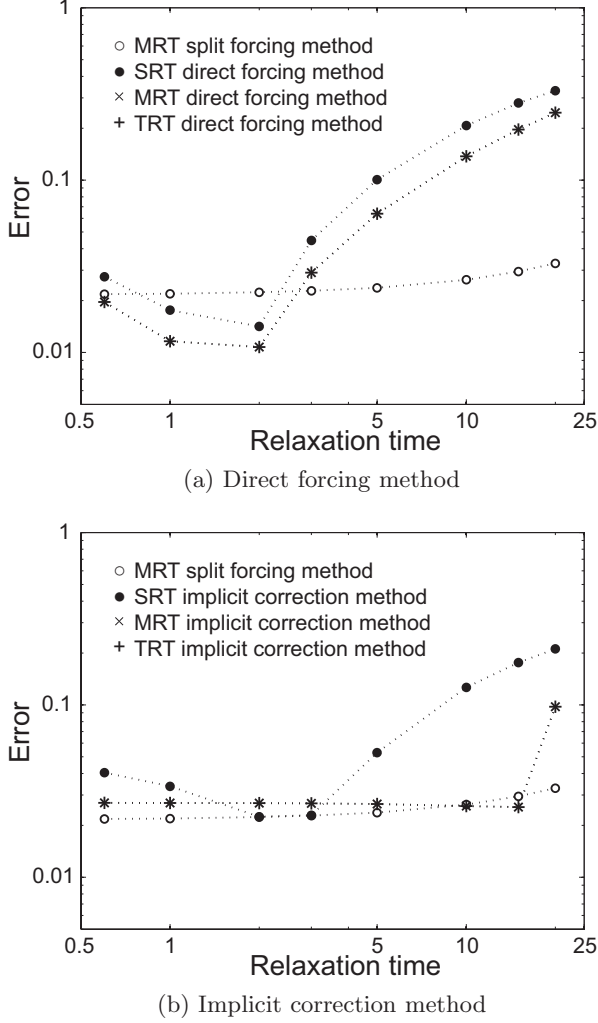 1
○ MRT split forcing method
● SRT direct forcing method
× MRT direct forcing method
+ TRT direct forcing method
0.1
Error
0.01
0.5 1 5 10 25
Relaxation time
(a) Direct forcing method
1
○ MRT split forcing method
● SRT implicit correction method
× MRT implicit correction method
+ TRT implicit correction method
0.1
Error
0.01
0.5 1 5 10 25
Relaxation time
(b) Implicit correction method